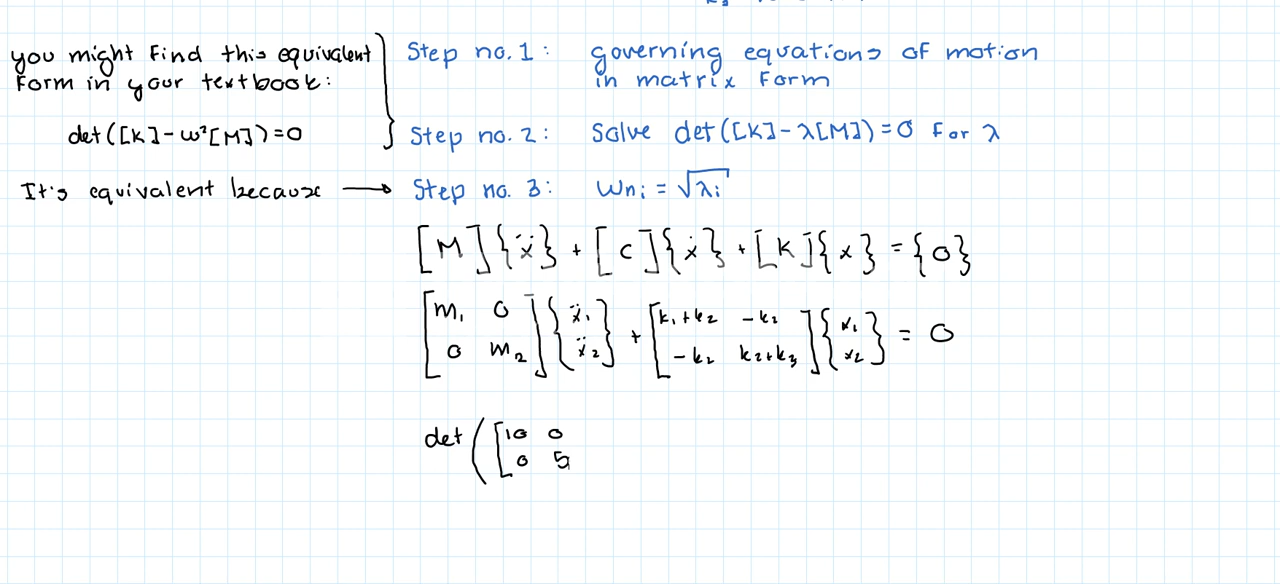 you might find this equivalent
form in your textbook:
det([K]-ω²[M])=0
It's equivalent because →
Step no. 1: governing equations of motion
in matrix form
Step no. 2: Solve det([K]-λ[M])=0 for λ
Step no. 3: ωn_i = √λ_i
[M]{ẍ} + [C]{ẋ} + [K]{x} = {0}
[m₁ 0 {ẍ₁ [k₁+k₂ -k₂ {x₁
0 m₂] ẍ₂} + -k₂ k₂+k₃] x₂} = 0
det([10 0
0 5